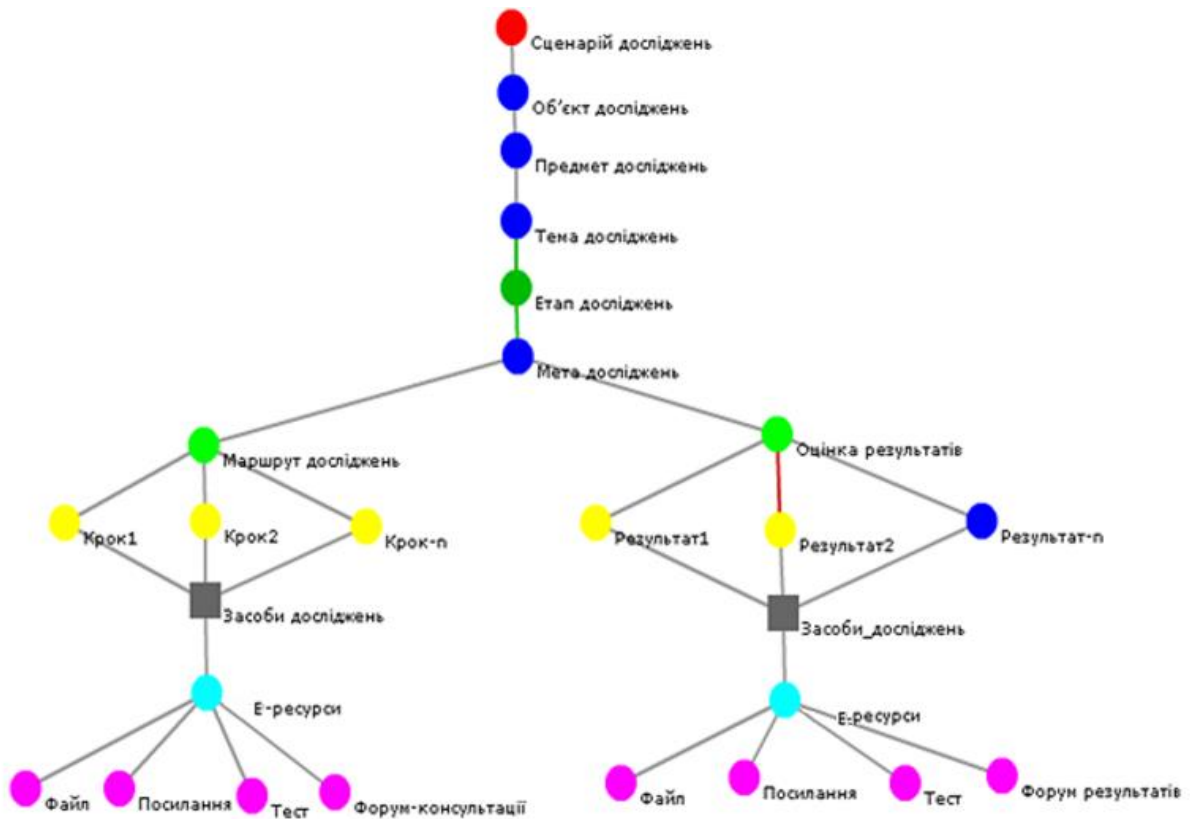 Сценарій досліджень
Об'єкт досліджень
Предмет досліджень
Тема досліджень
Етап досліджень
Мета досліджень
Маршрут досліджень
Оцінка результатів
Крок1
Крок2
Крок-n
Результат1
Результат2
Результат-n
Засоби досліджень
Засоби_досліджень
Е-ресурси
Е-ресурси
Файл
Посилання
Тест
Форум-консультації
Файл
Посилання
Тест
Форум результатів